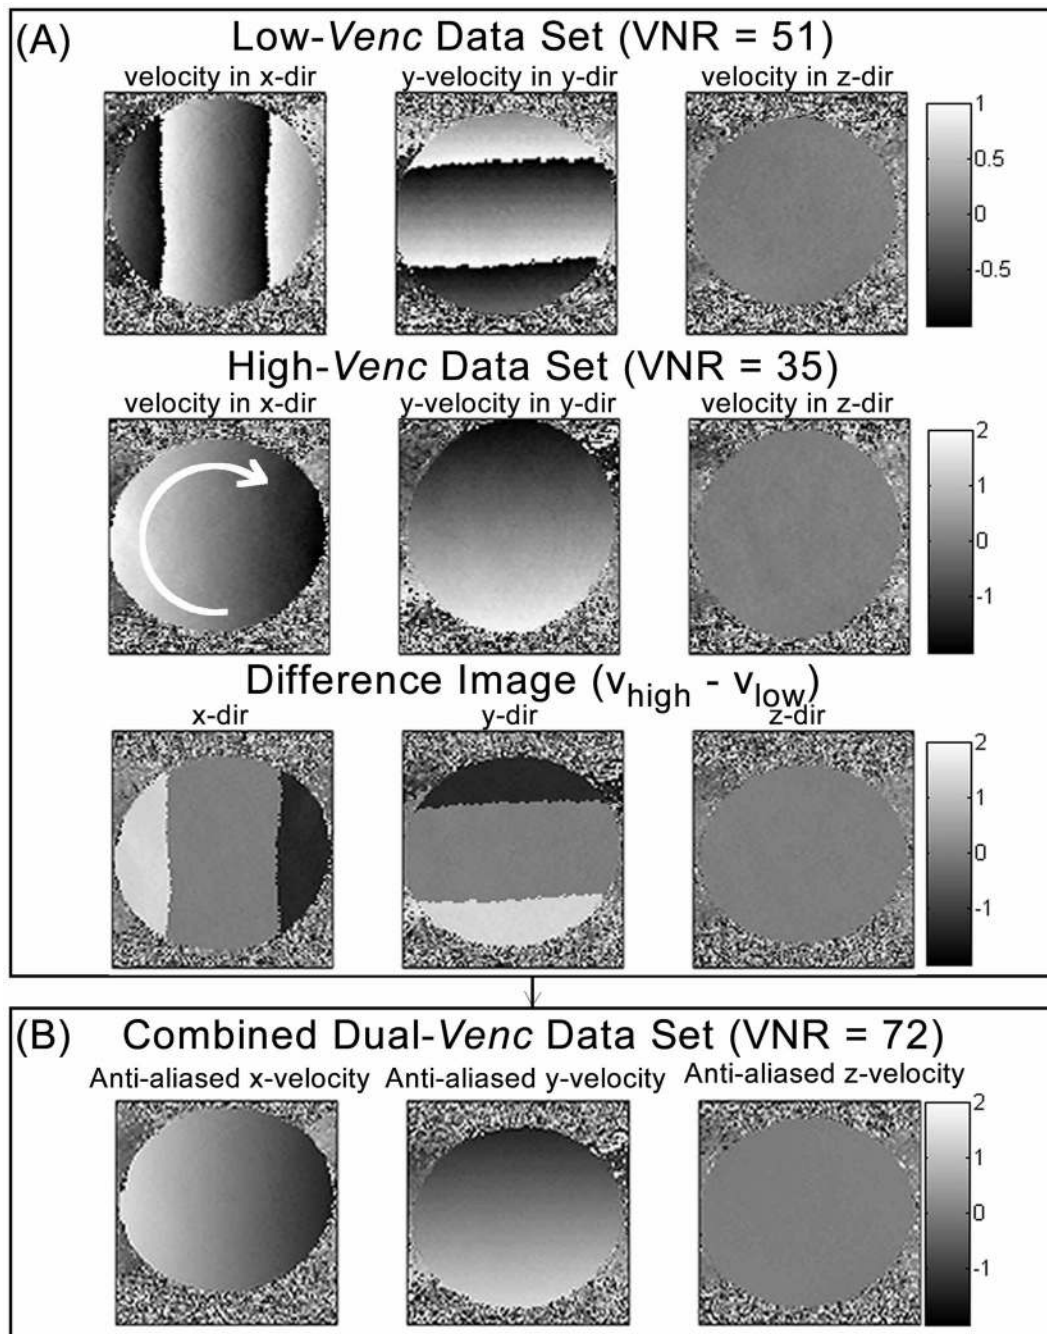 (A) Low-Venc Data Set (VNR = 51)
velocity in x-dir y-velocity in y-dir velocity in z-dir
1
0.5
0
-0.5
High-Venc Data Set (VNR = 35)
velocity in x-dir y-velocity in y-dir velocity in z-dir
2
1
0
-1
Difference Image (v_high - v_low)
x-dir y-dir z-dir
2
1
0
-1
(B) Combined Dual-Venc Data Set (VNR = 72)
Anti-aliased x-velocity Anti-aliased y-velocity Anti-aliased z-velocity
2
1
0
-1